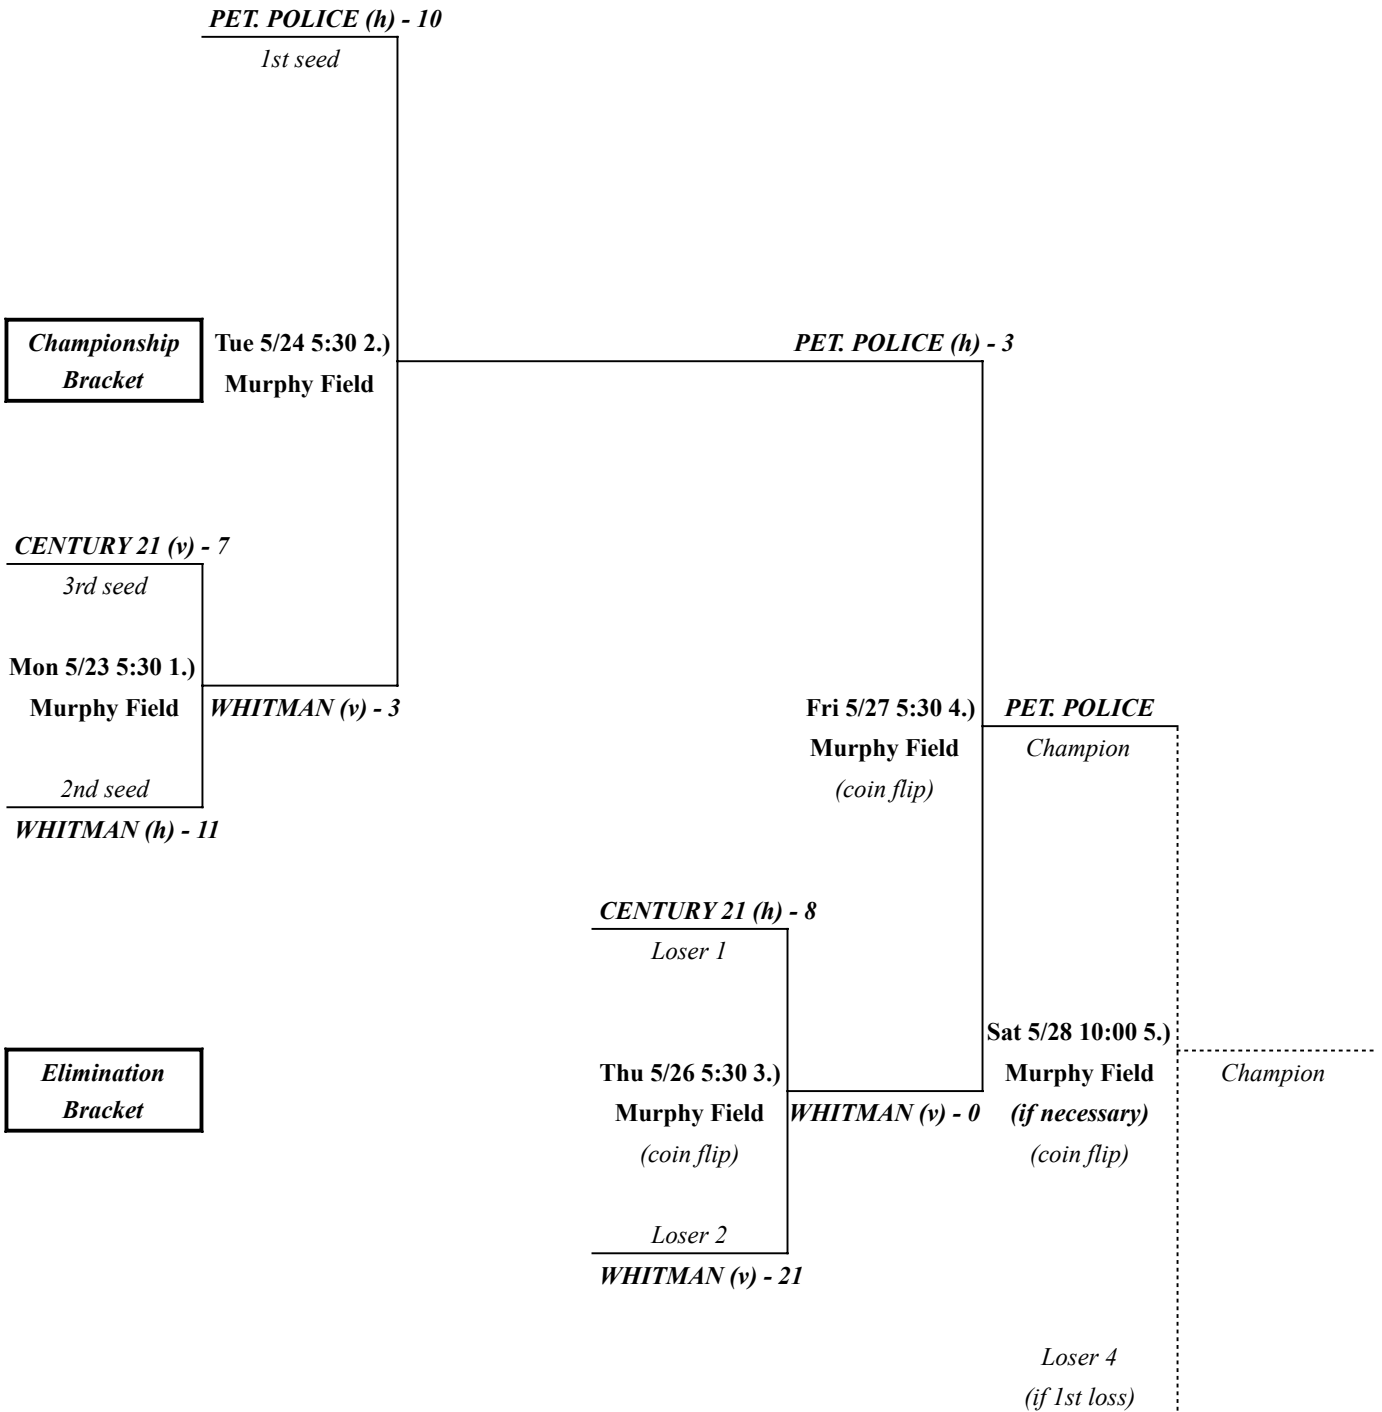 PET. POLICE (h) - 10
1st seed
Championship
Bracket
Tue 5/24 5:30 2.)
Murphy Field
PET. POLICE (h) - 3
CENTURY 21 (v) - 7
3rd seed
Mon 5/23 5:30 1.)
Murphy Field
WHITMAN (v) - 3
2nd seed
WHITMAN (h) - 11
Fri 5/27 5:30 4.)
Murphy Field
(coin flip)
PET. POLICE
Champion
CENTURY 21 (h) - 8
Loser 1
Elimination
Bracket
Thu 5/26 5:30 3.)
Murphy Field
(coin flip)
WHITMAN (v) - 0
Loser 2
WHITMAN (v) - 21
Sat 5/28 10:00 5.)
Murphy Field
(if necessary)
(coin flip)
Champion
Loser 4
(if 1st loss)